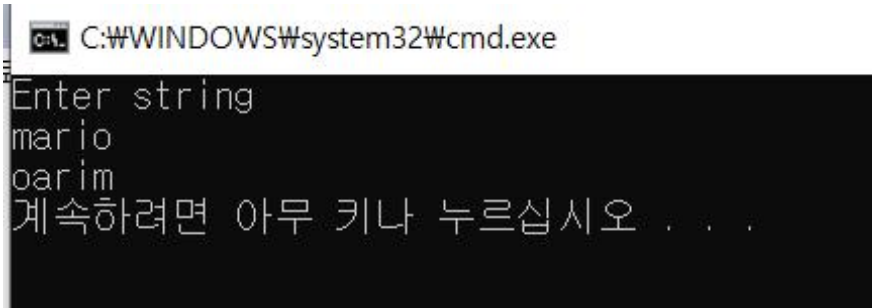 C:₩WINDOWS₩system32₩cmd.exe
Enter string
mario
oarim
계속하려면 아무 키나 누르십시오 . . .